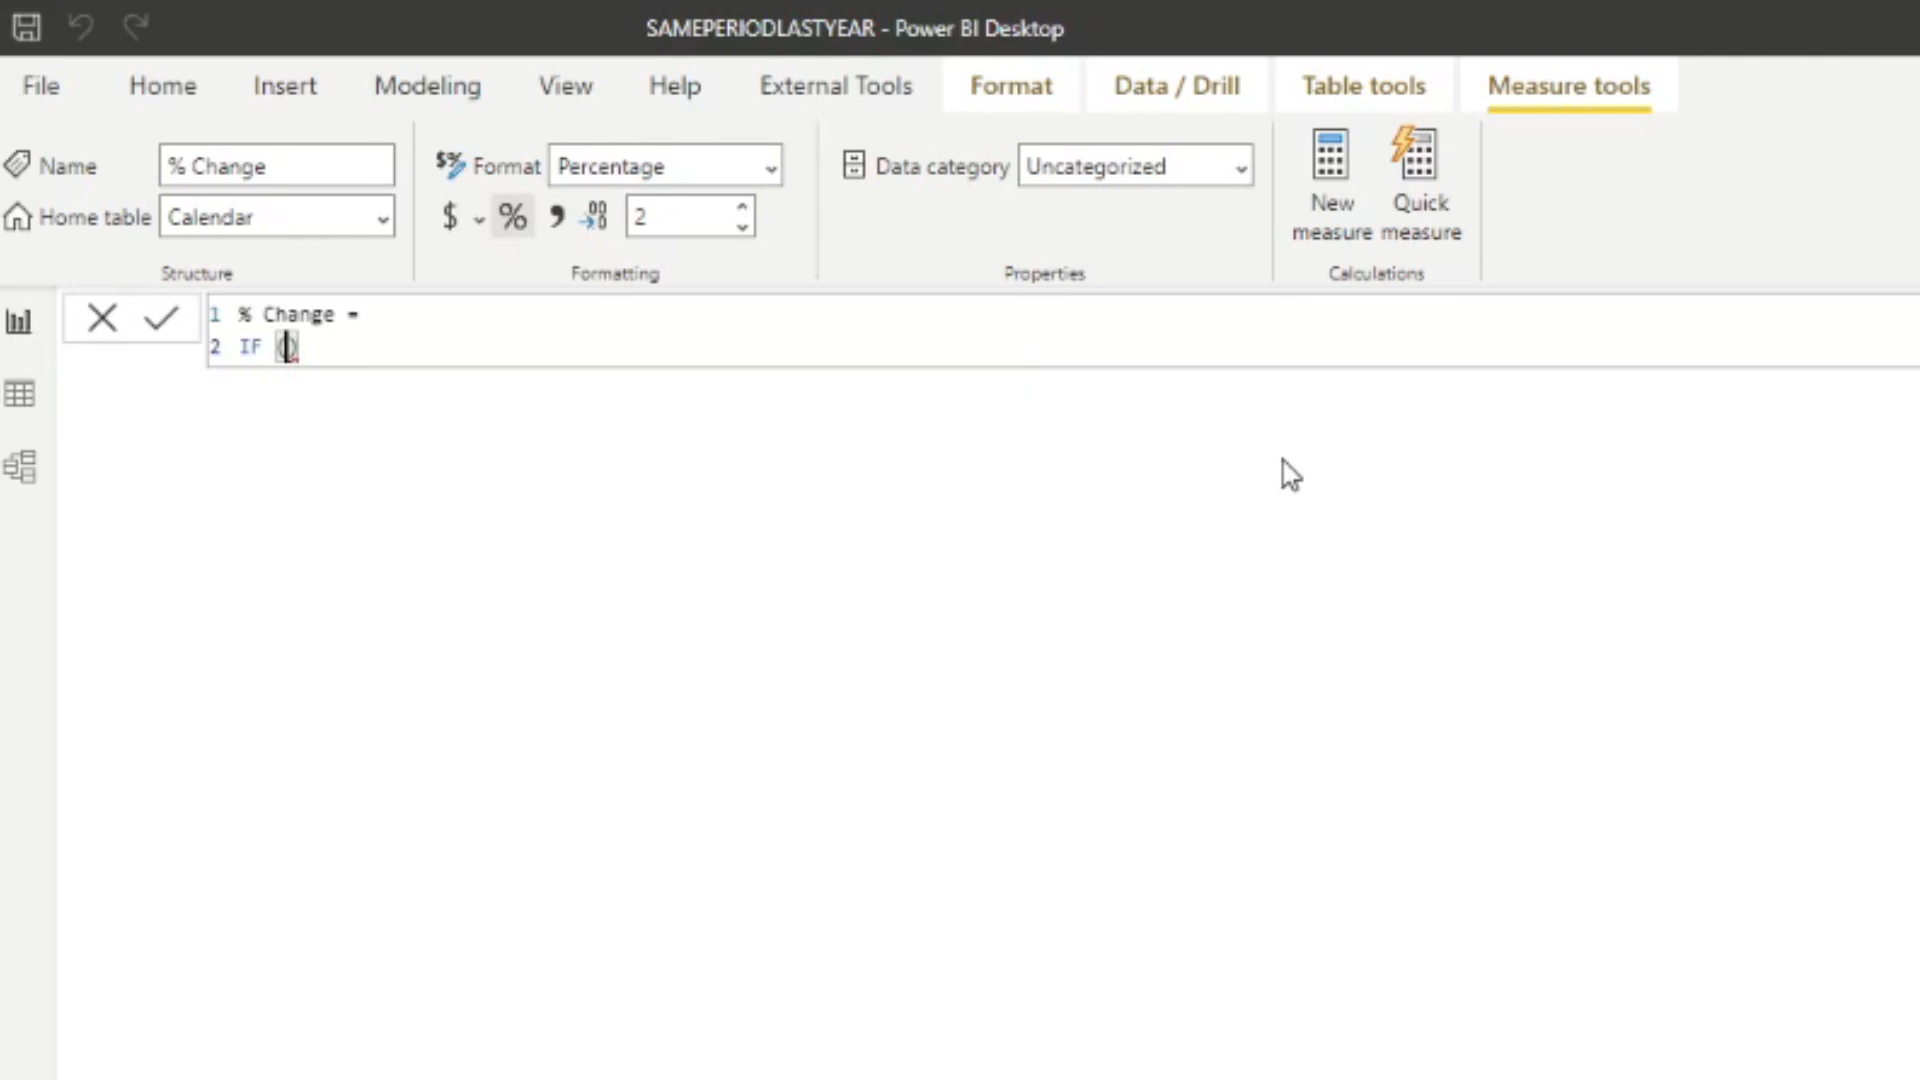 SAMEPERIODLASTYEAR - Power BI Desktop
File Home Insert Modeling View Help External Tools Format Data / Drill Table tools Measure tools
Name % Change $% Format Percentage Data category Uncategorized
Home table Calendar $ % , .00 2
New measure
Quick measure
Structure Formatting Properties Calculations
1 % Change =
2 IF ()